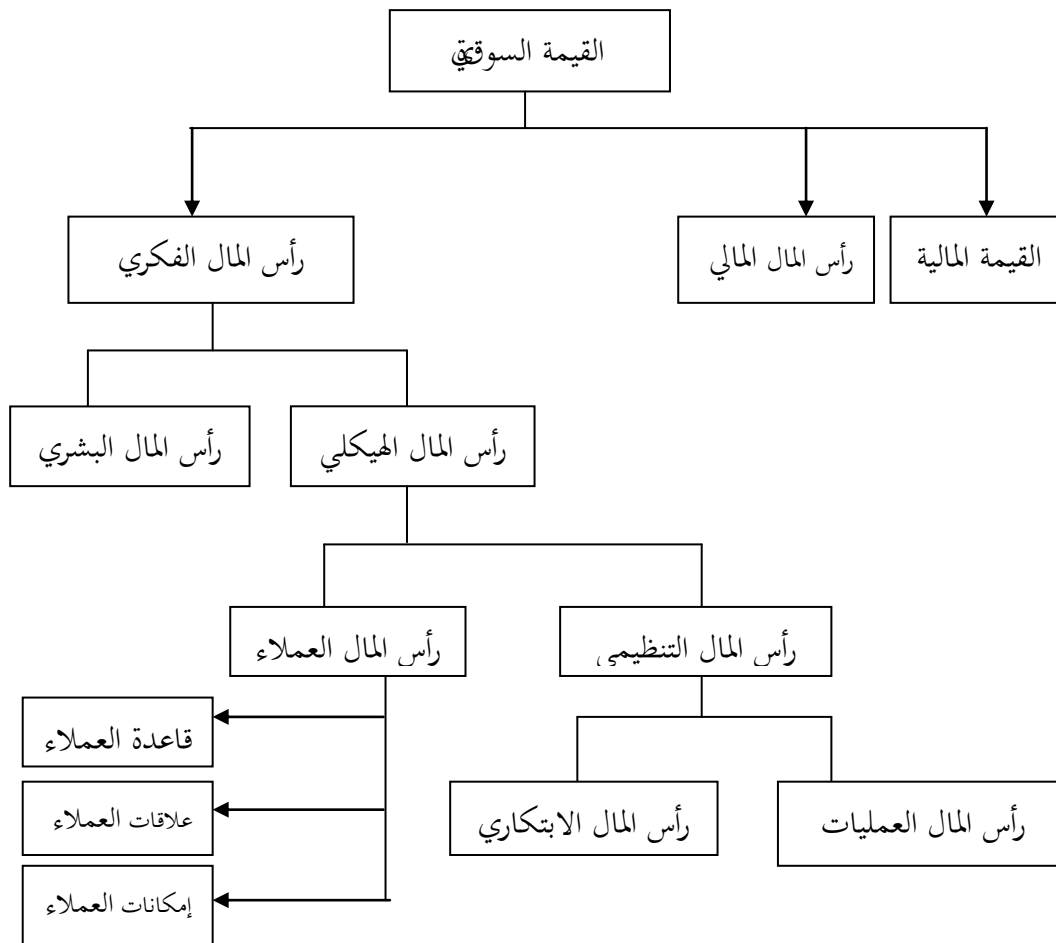 القيمة السوقية
القيمة المالية
رأس المال المالي
رأس المال الفكري
رأس المال الهيكلي
رأس المال البشري
رأس المال التنظيمي
رأس المال العملاء
قاعدة العملاء
علاقات العملاء
إمكانات العملاء
رأس المال العمليات
رأس المال الابتكاري